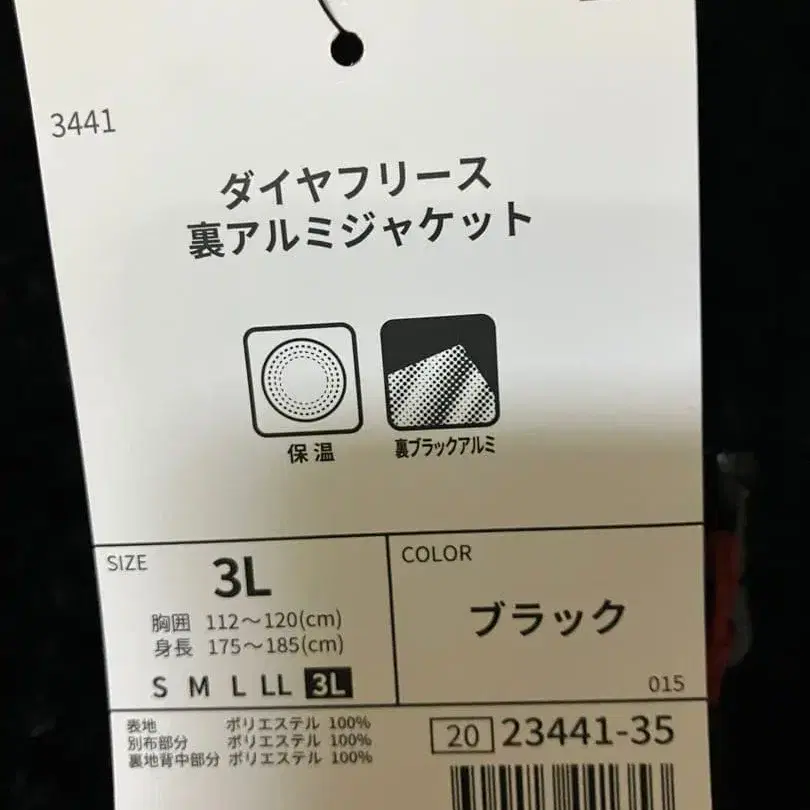 3441
ダイヤフリース
裏アルミジャケット
保温
裏ブラックアルミ
SIZE
3L
胸囲 112～120(cm)
身長 175～185(cm)
S M L LL 3L
COLOR
ブラック
015
表地 ポリエステル 100%
別布部分 ポリエステル 100%
裏地背中部分 ポリエステル 100%
20 23441-35